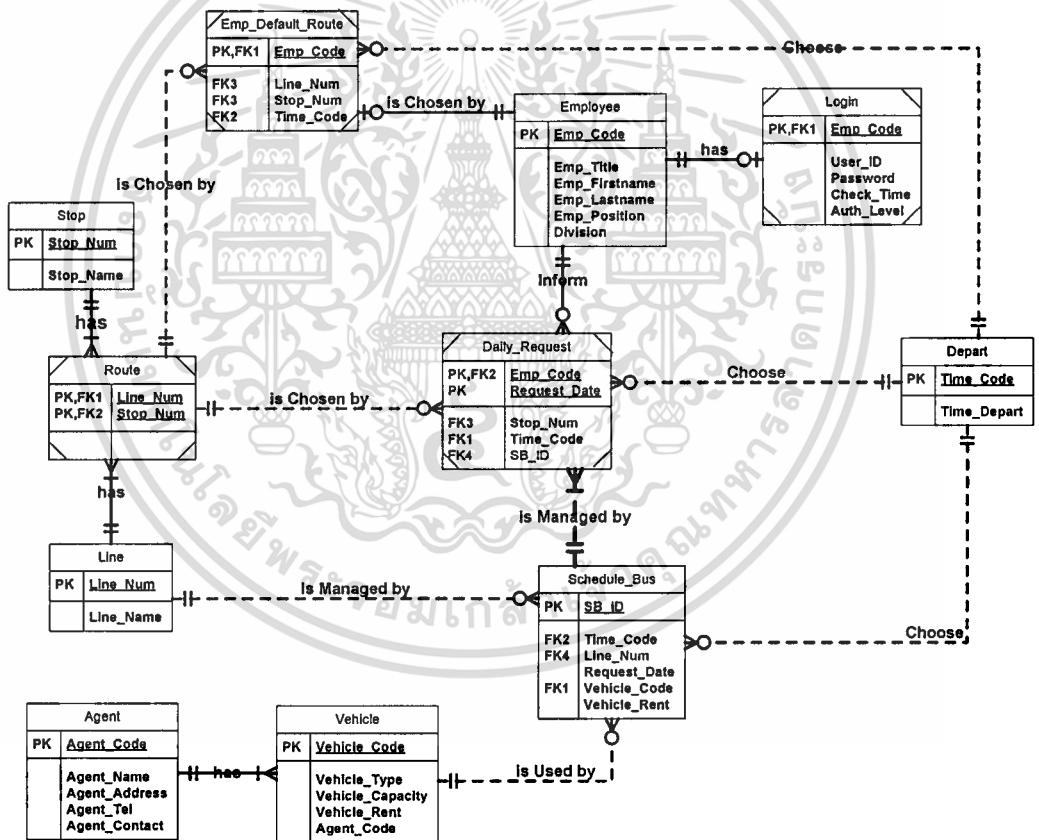 Emp_Default_Route
PK,FK1 Emp_Code
FK3 Line_Num
FK3 Stop_Num
FK2 Time_Code
Choose
is Chosen by
Employee
PK Emp_Code
Emp_Title
Emp_Firstname
Emp_Lastname
Emp_Position
Division
has
Login
PK,FK1 Emp_Code
User_ID
Password
Check_Time
Auth_Level
is Chosen by
Stop
PK Stop_Num
Stop_Name
has
Inform
Route
PK,FK1 Line_Num
PK,FK2 Stop_Num
is Chosen by
Daily_Request
PK,FK2 Emp_Code
PK Request_Date
FK3 Stop_Num
FK1 Time_Code
FK4 SB_ID
Choose
Depart
PK Time_Code
Time_Depart
has
is Managed by
Line
PK Line_Num
Line_Name
is Managed by
Schedule_Bus
PK SB_ID
FK2 Time_Code
FK4 Line_Num
Request_Date
FK1 Vehicle_Code
Vehicle_Rent
Choose
Agent
PK Agent_Code
Agent_Name
Agent_Address
Agent_Tel
Agent_Contact
has
Vehicle
PK Vehicle_Code
Vehicle_Type
Vehicle_Capacity
Vehicle_Rent
Agent_Code
is Used by